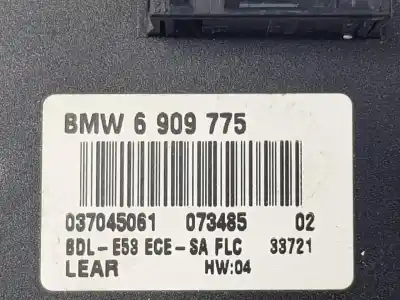 BMW 6 909 775
037045061 073485 02
BDL-E53 ECE-SA FLC 33721
LEAR HW:04